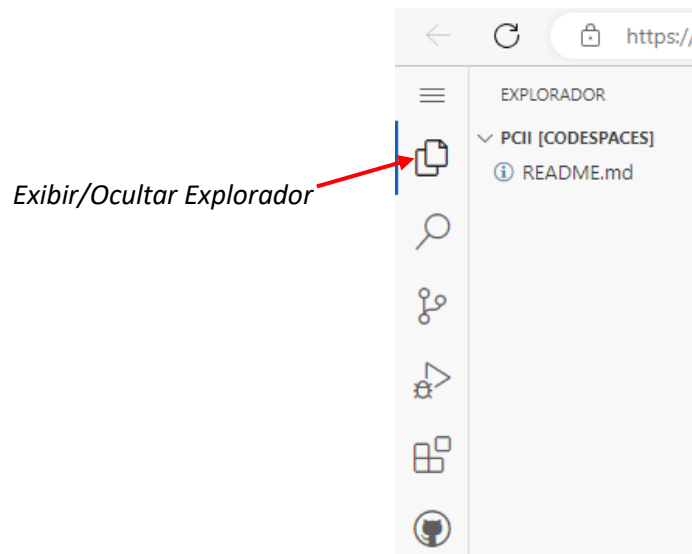 https://
EXPLORADOR
PCII [CODESPACES]
README.md
Exibir/Ocultar Explorador